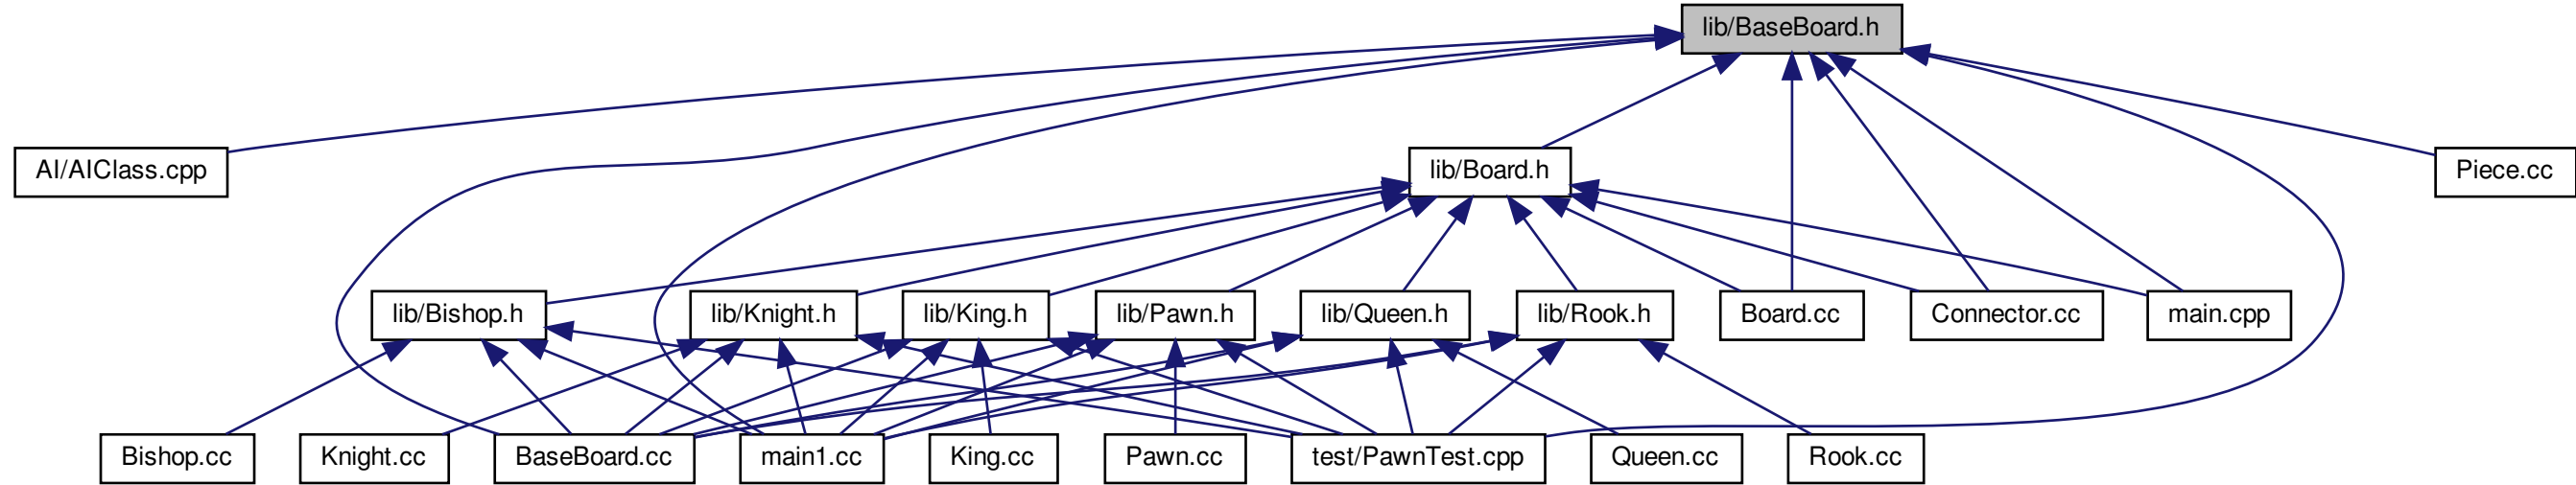 lib/BaseBoard.h
AI/AIClass.cpp
lib/Board.h
Piece.cc
lib/Bishop.h
lib/Knight.h
lib/King.h
lib/Pawn.h
lib/Queen.h
lib/Rook.h
Board.cc
Connector.cc
main.cpp
Bishop.cc
Knight.cc
BaseBoard.cc
main1.cc
King.cc
Pawn.cc
test/PawnTest.cpp
Queen.cc
Rook.cc